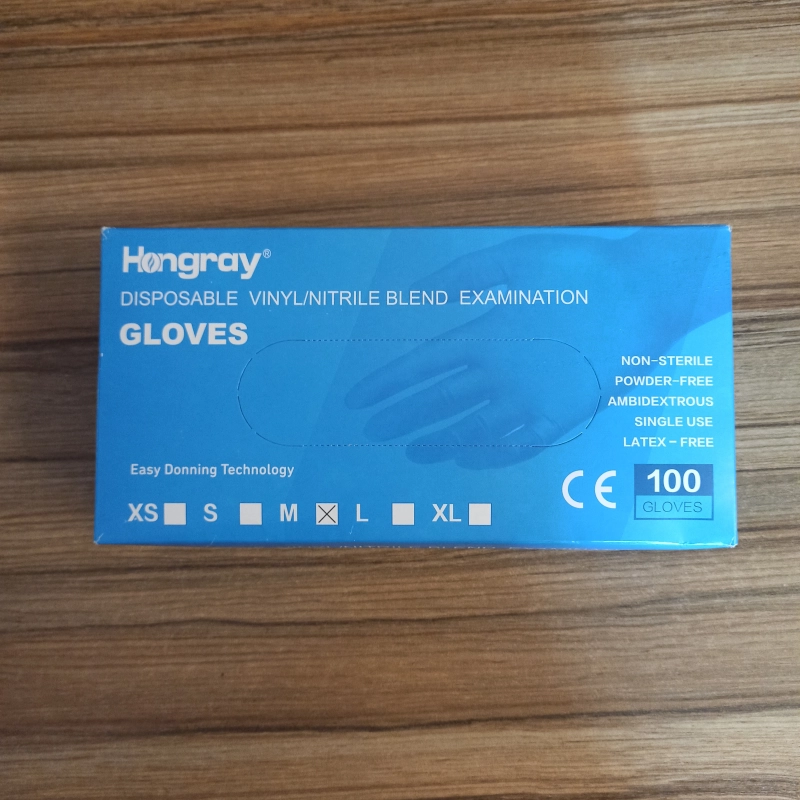 Hongray®
DISPOSABLE VINYL/NITRILE BLEND EXAMINATION
GLOVES
NON-STERILE
POWDER-FREE
AMBIDEXTROUS
SINGLE USE
LATEX - FREE
Easy Donning Technology
XS S M L XL
CE
100
GLOVES